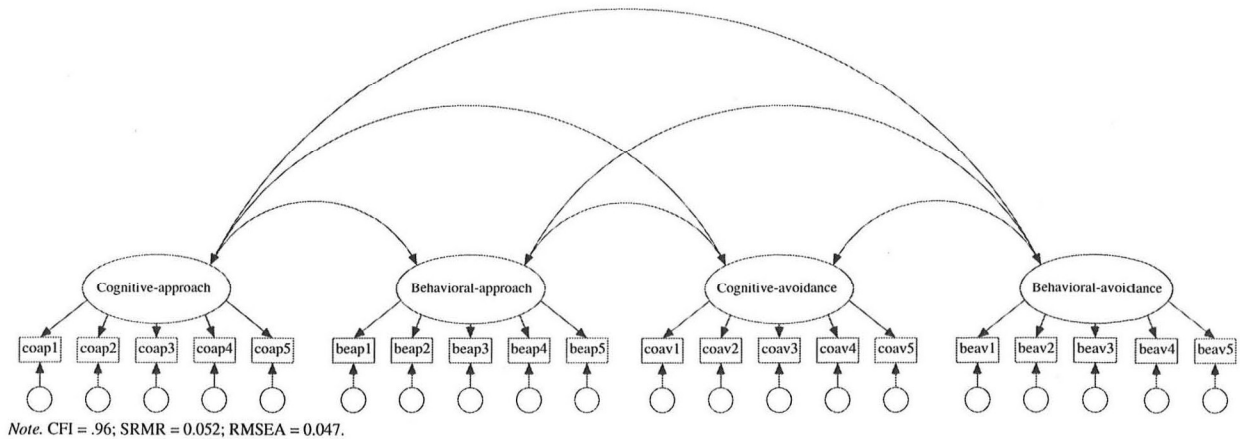 Cognitive-approach Behavioral-approach Cognitive-avoidance Behavioral-avoidance
coap1 coap2 coap3 coap4 coap5 beap1 beap2 beap3 beap4 beap5 coav1 coav2 coav3 coav4 coav5 beav1 beav2 beav3 beav4 beav5
Note. CFI = .96; SRMR = 0.052; RMSEA = 0.047.